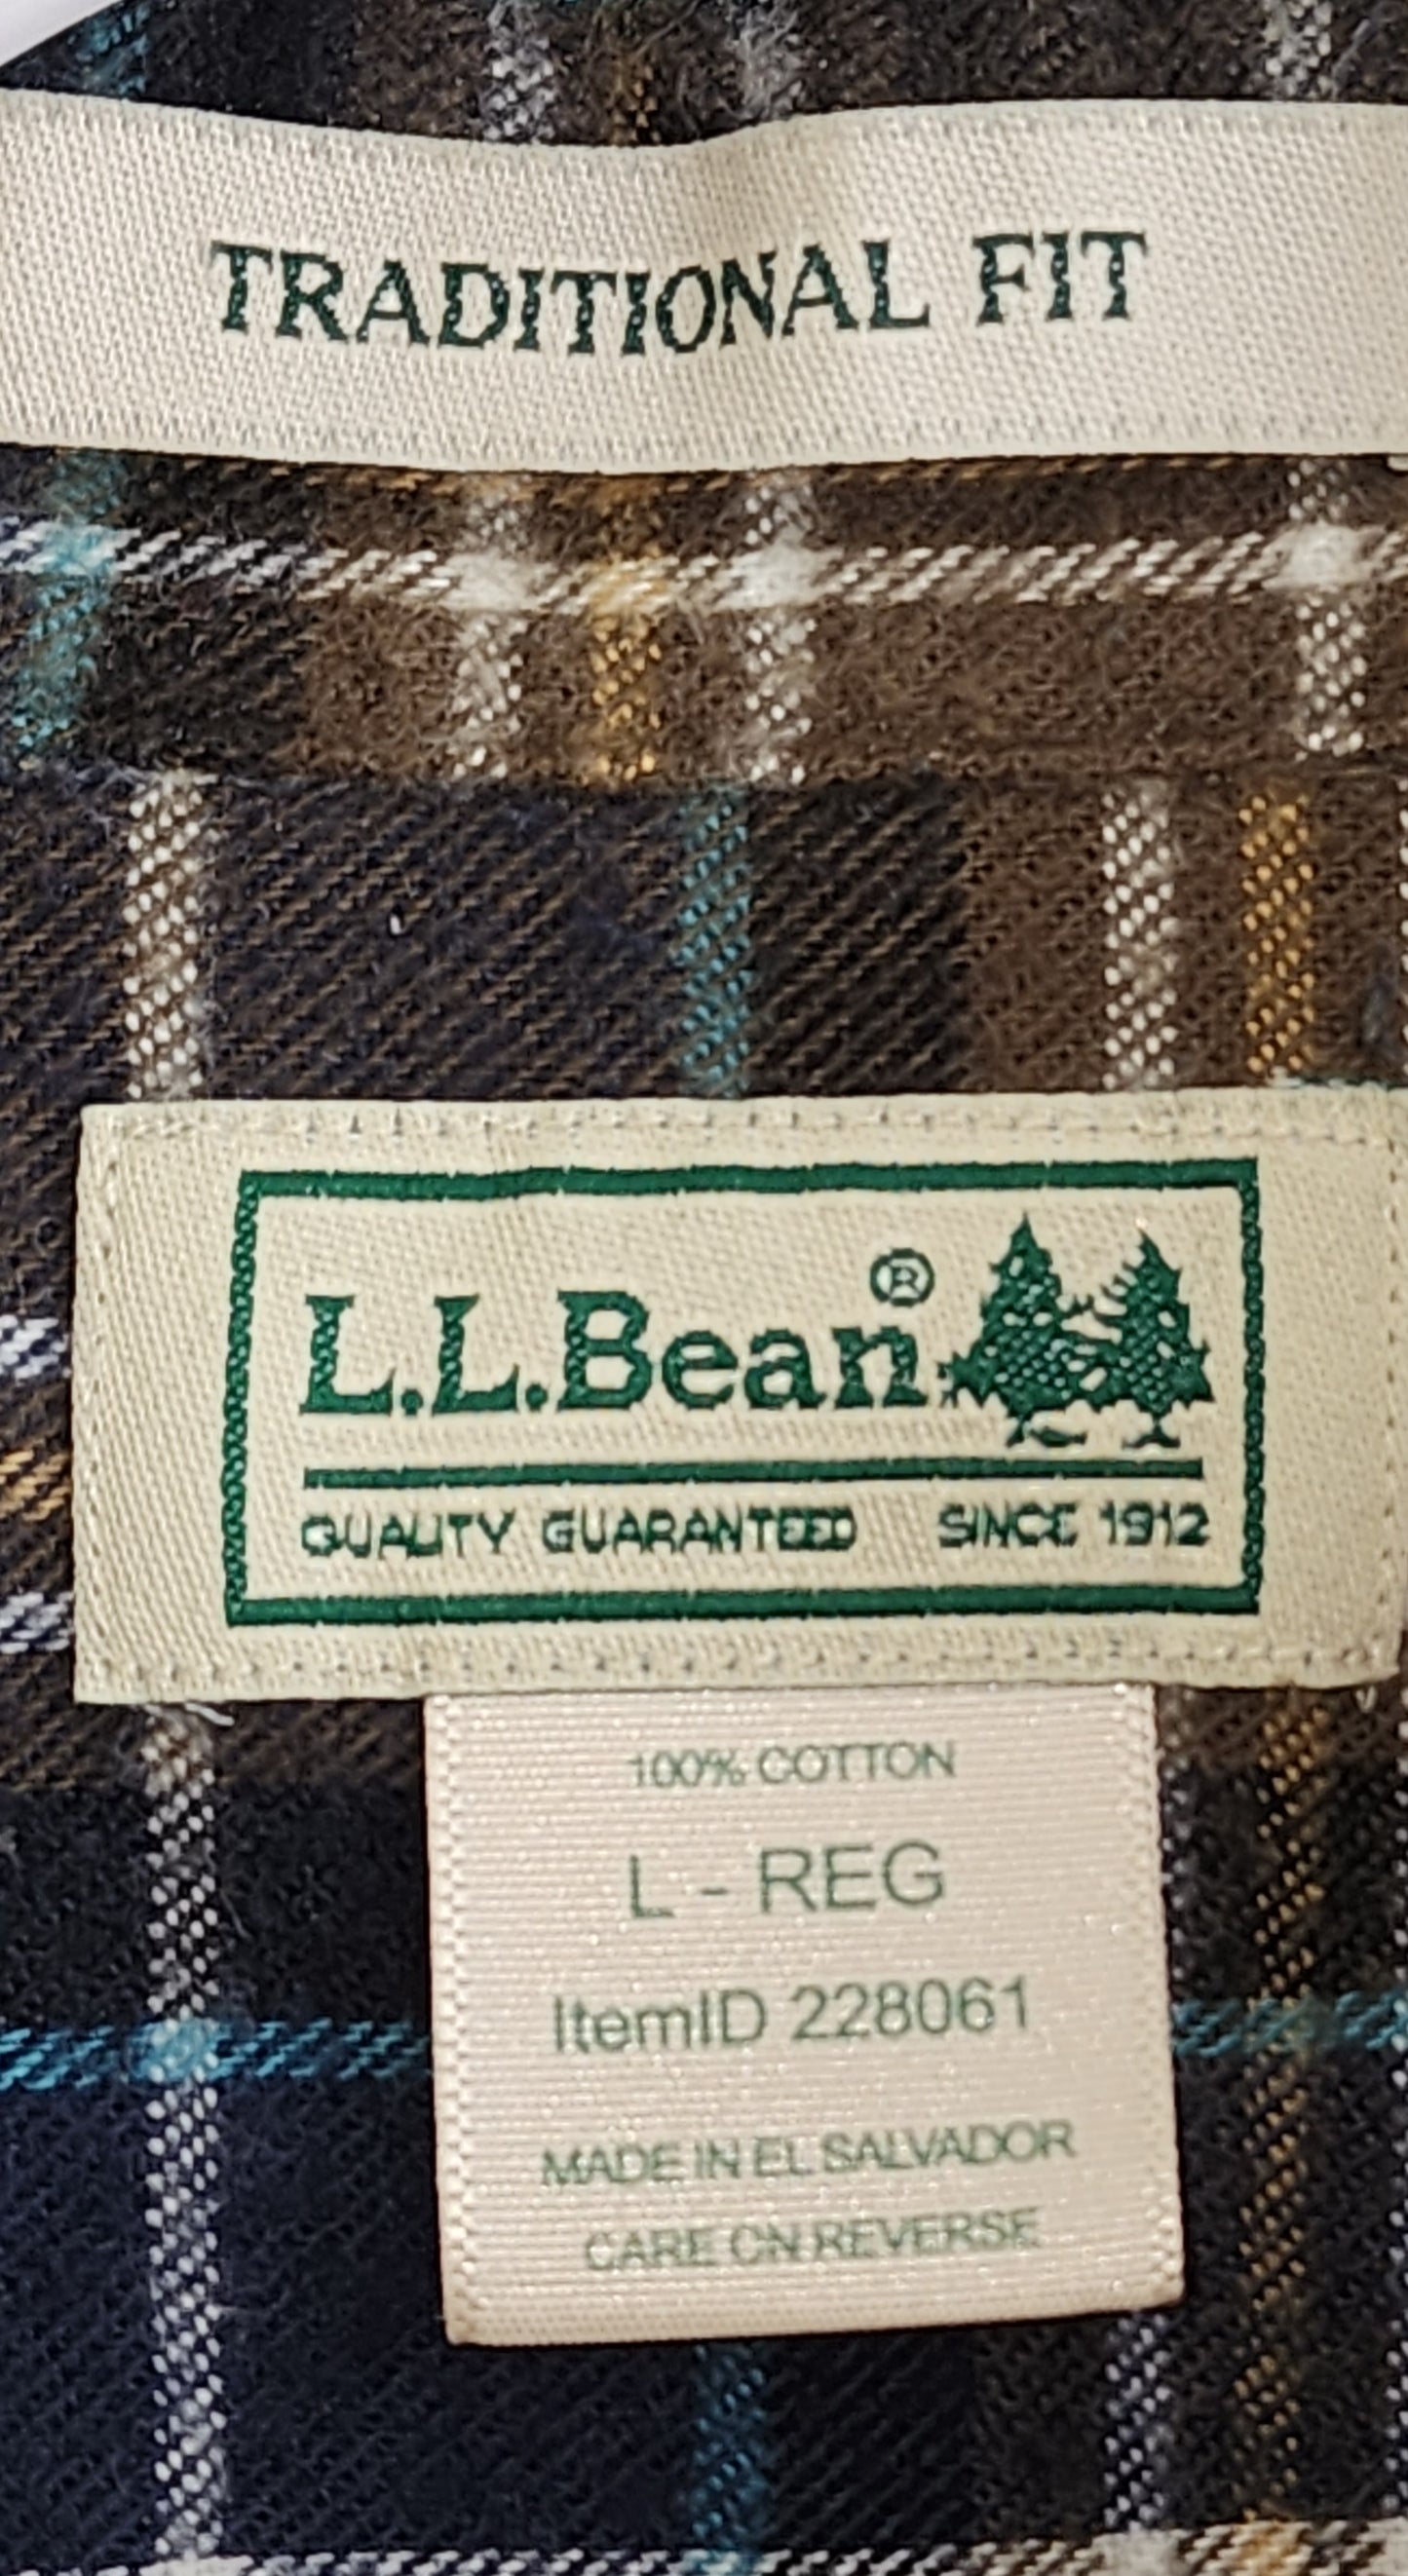 TRADITIONAL FIT
L.L.Bean®
QUALITY GUARANTEED SINCE 1912
100% COTTON
L - REG
ItemID 228061
MADE IN EL SALVADOR
CARE ON REVERSE